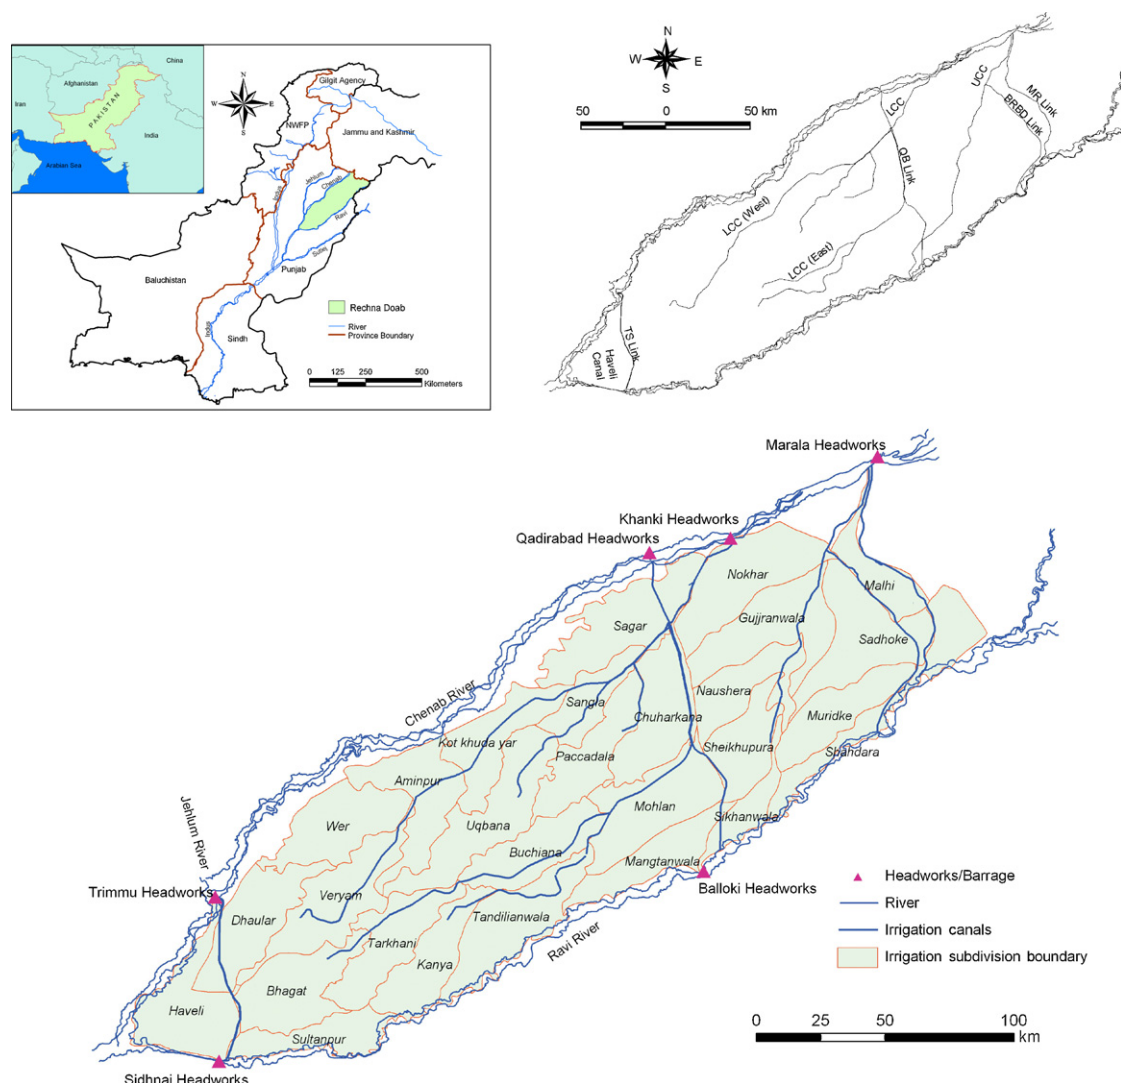 China
Afghanistan
Iran
PAKISTAN
India
Arabian Sea
N
W
E
S
Gilgit Agency
NWFP
Jammu and Kashmir
Jehlum
Chenab
Indus
Ravi
Sutlej
Punjab
Baluchistan
Indus
Sindh
Rechna Doab
River
Province Boundary
0 125 250 500
Kilometers
N
W
E
S
50 0 50 km
LCC
UCC
MR Link
BRBD Link
QB Link
LCC (West)
LCC (East)
TS Link
Haveli
Canal
Marala Headworks
Khanki Headworks
Qadirabad Headworks
Nokhar
Malhi
Gujjranwala
Sagar
Sadhoke
Chenab River
Naushera
Sangla
Chuharkana
Muridke
Kot khuda yar
Sheikhupura
Shahdara
Paccadala
Aminpur
Mohlan
Sikhanwala
Wer
Uqbana
Buchiana
Mangtanwala
Jehlum River
Balloki Headworks
Trimmu Headworks
Veryam
Dhaular
Tandilianwala
Ravi River
Tarkhani
Kanya
Bhagat
Haveli
Sultanpur
Sidhnai Headworks
Headworks/Barrage
River
Irrigation canals
Irrigation subdivision boundary
0 25 50 100
km